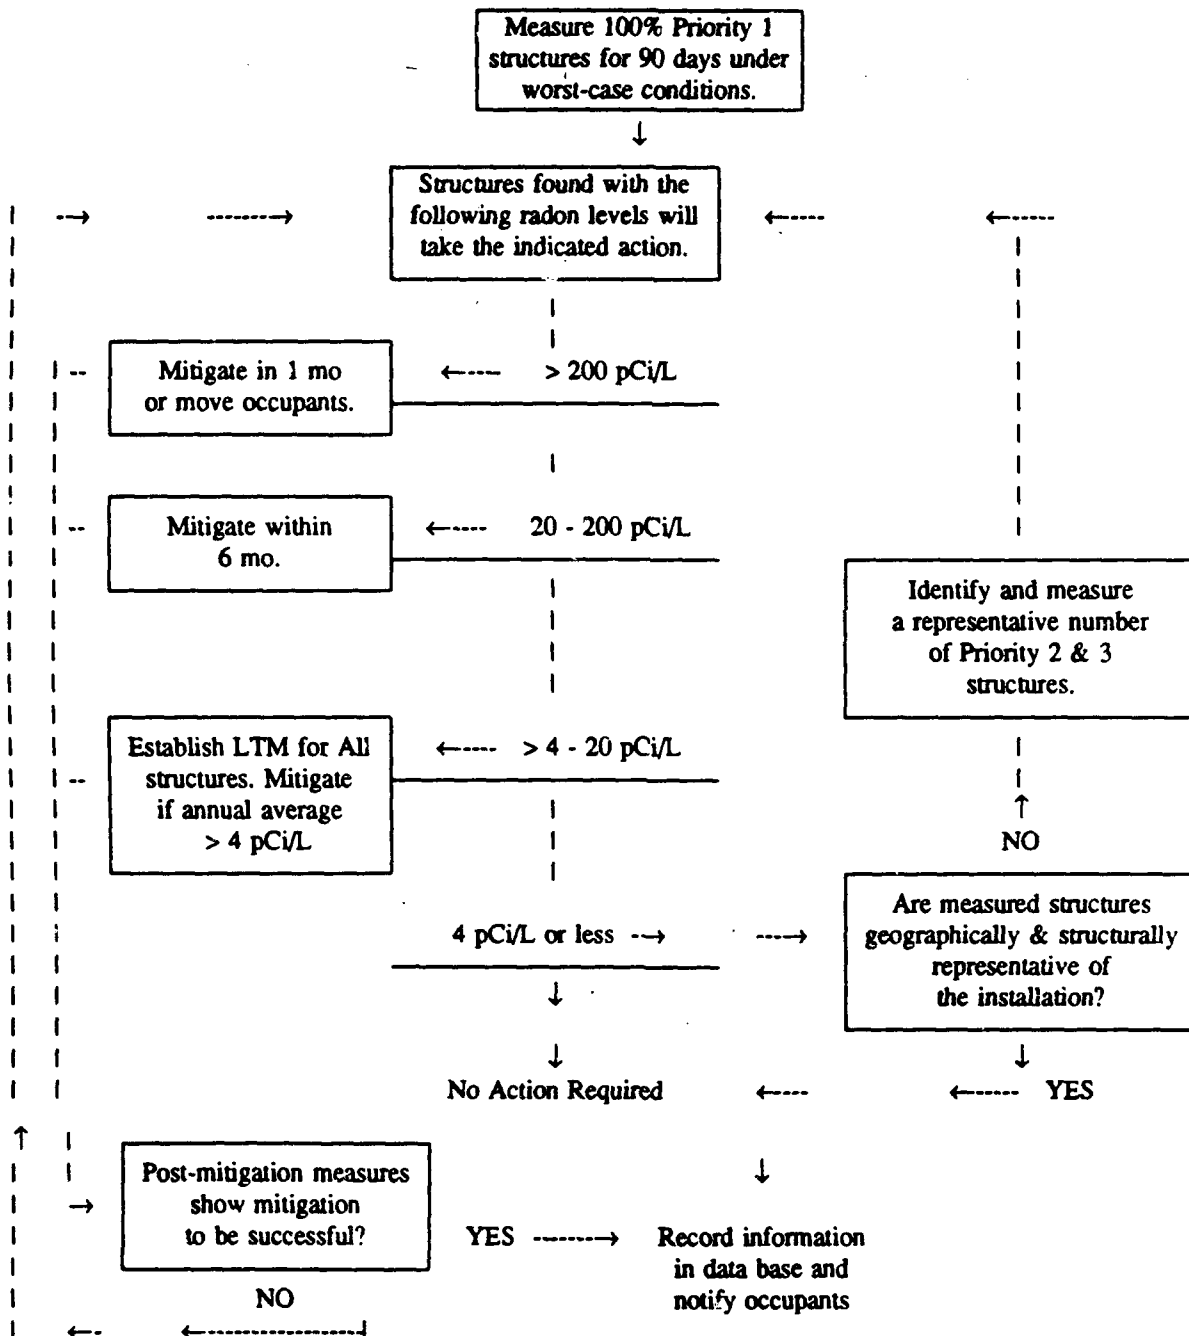 Measure 100% Priority 1
structures for 90 days under
worst-case conditions.
Structures found with the
following radon levels will
take the indicated action.
Mitigate in 1 mo
or move occupants.
> 200 pCi/L
Mitigate within
6 mo.
20 - 200 pCi/L
Identify and measure
a representative number
of Priority 2 & 3
structures.
Establish LTM for All
structures. Mitigate
if annual average
> 4 pCi/L
> 4 - 20 pCi/L
NO
4 pCi/L or less
Are measured structures
geographically & structurally
representative of
the installation?
No Action Required
YES
Post-mitigation measures
show mitigation
to be successful?
YES
Record information
in data base and
notify occupants
NO